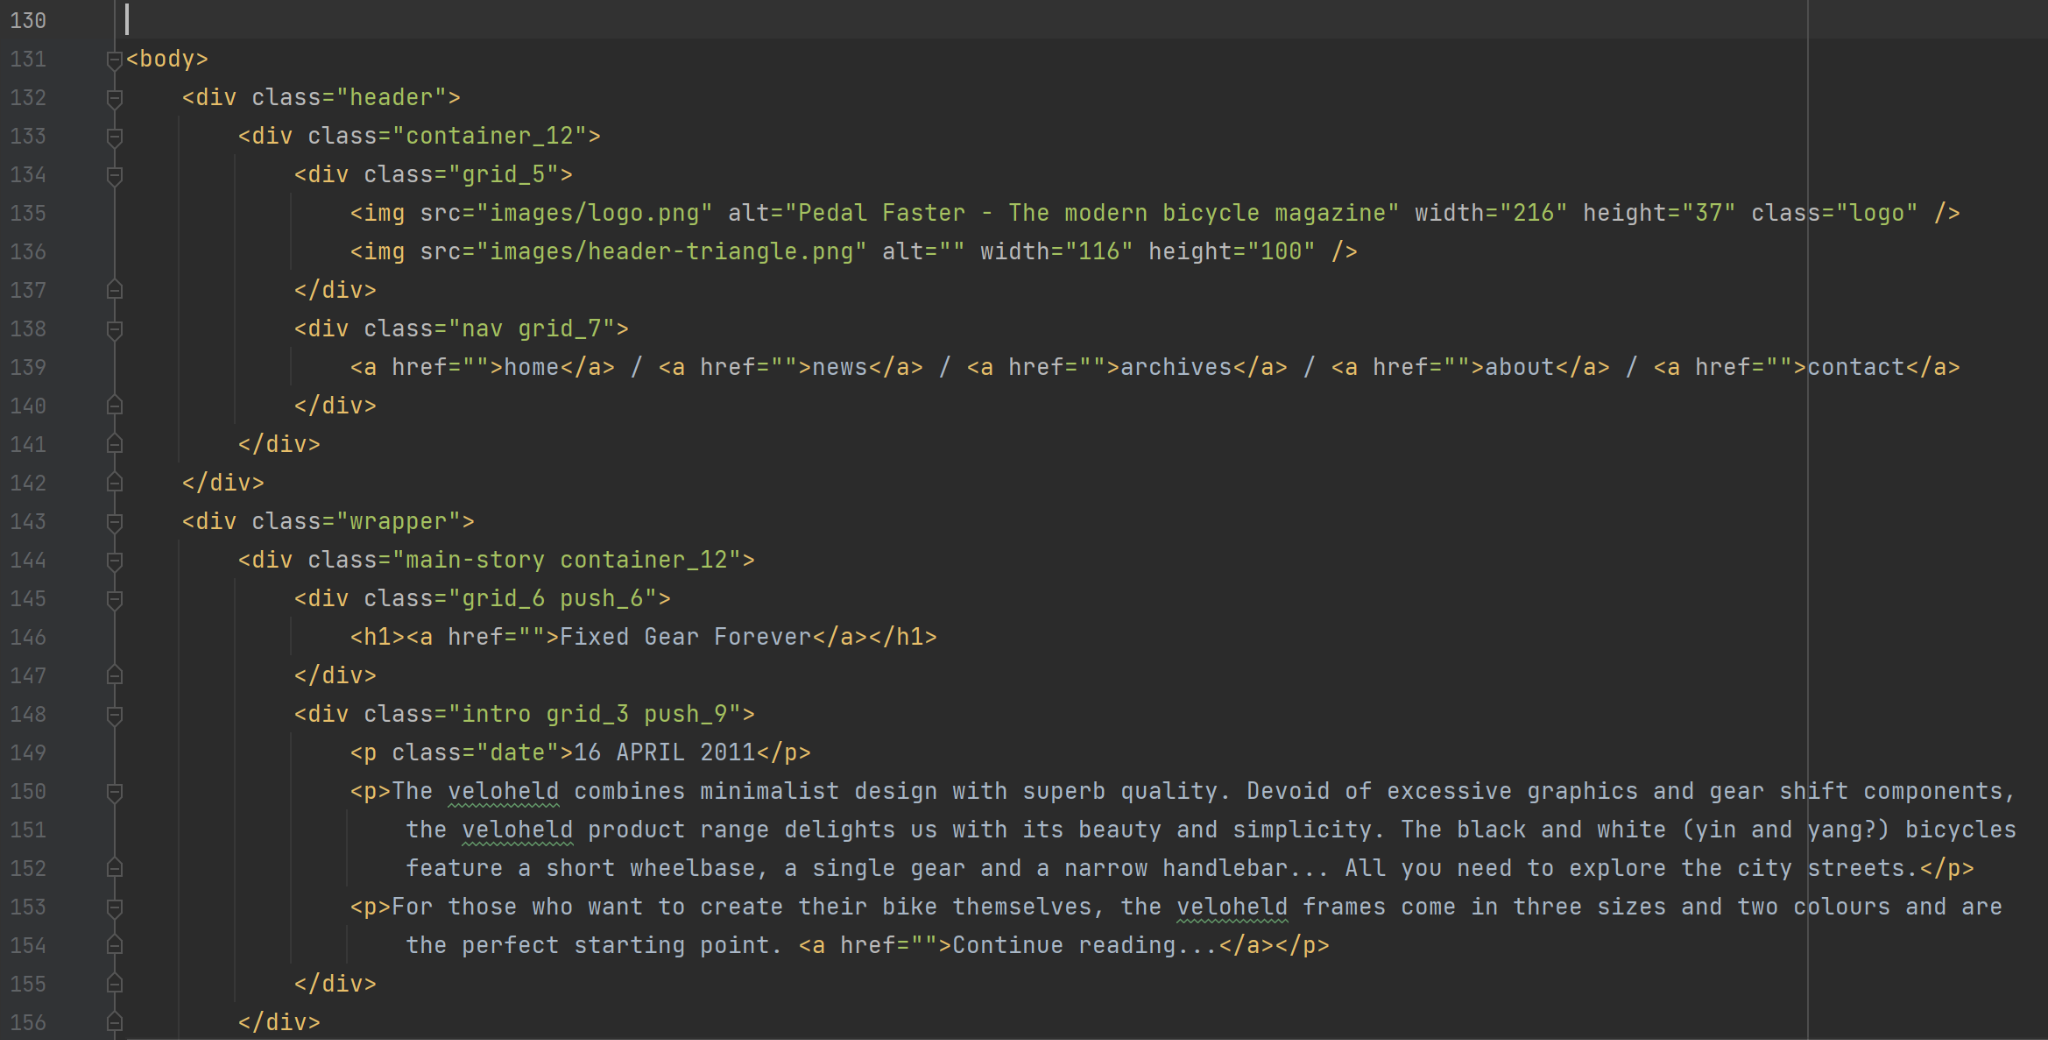 130
131 <body>
132     <div class="header">
133         <div class="container_12">
134             <div class="grid_5">
135                 <img src="images/logo.png" alt="Pedal Faster - The modern bicycle magazine" width="216" height="37" class="logo" />
136                 <img src="images/header-triangle.png" alt="" width="116" height="100" />
137             </div>
138             <div class="nav grid_7">
139                 <a href="">home</a> / <a href="">news</a> / <a href="">archives</a> / <a href="">about</a> / <a href="">contact</a>
140             </div>
141         </div>
142     </div>
143     <div class="wrapper">
144         <div class="main-story container_12">
145             <div class="grid_6 push_6">
146                 <h1><a href="">Fixed Gear Forever</a></h1>
147             </div>
148             <div class="intro grid_3 push_9">
149                 <p class="date">16 APRIL 2011</p>
150                 <p>The veloheld combines minimalist design with superb quality. Devoid of excessive graphics and gear shift components,
151                     the veloheld product range delights us with its beauty and simplicity. The black and white (yin and yang?) bicycles
152                     feature a short wheelbase, a single gear and a narrow handlebar... All you need to explore the city streets.</p>
153                 <p>For those who want to create their bike themselves, the veloheld frames come in three sizes and two colours and are
154                     the perfect starting point. <a href="">Continue reading...</a></p>
155             </div>
156         </div>